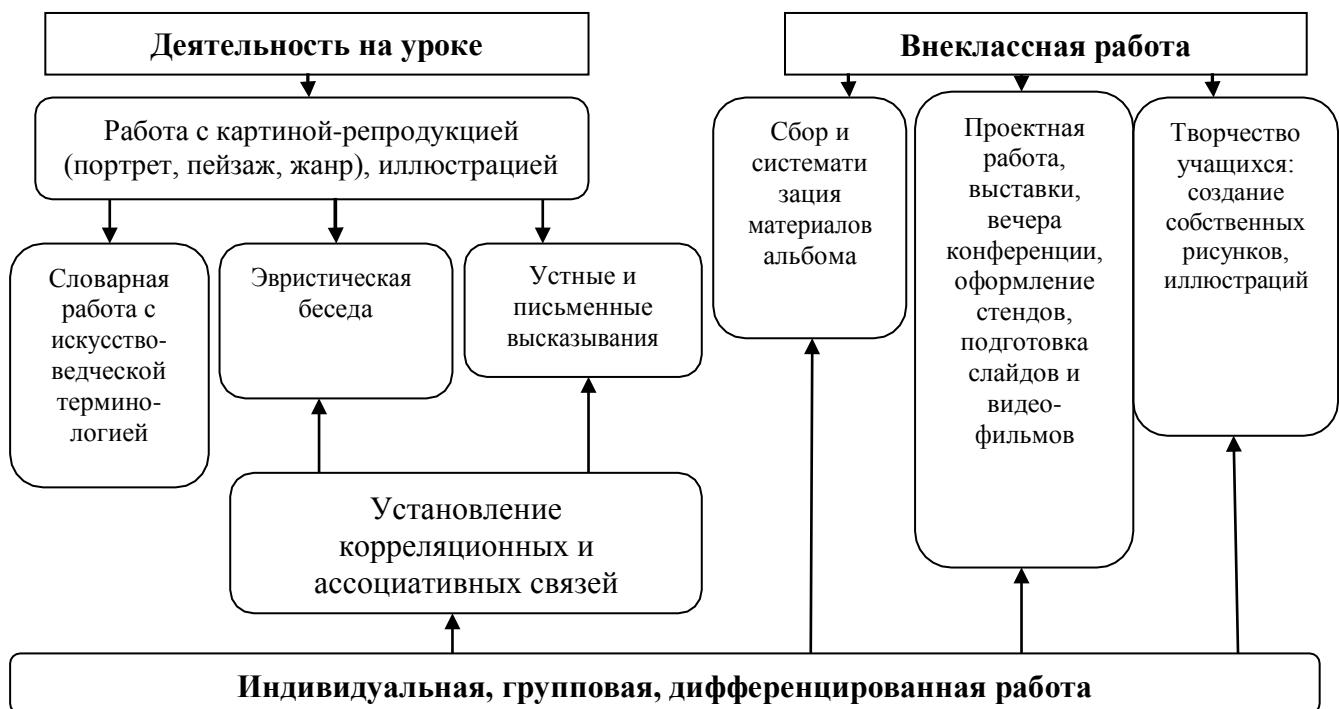 Деятельность на уроке
Внеклассная работа
Работа с картиной-репродукцией
(портрет, пейзаж, жанр), иллюстрацией
Сбор и
системати
зация
материалов
альбома
Проектная
работа,
выставки,
вечера
конференции,
оформление
стендов,
подготовка
слайдов и
видео-
фильмов
Творчество
учащихся:
создание
собственных
рисунков,
иллюстраций
Словарная
работа с
искусство-
ведческой
термино-
логией
Эвристическая
беседа
Устные и
письменные
высказывания
Установление
корреляционных и
ассоциативных связей
Индивидуальная, групповая, дифференцированная работа